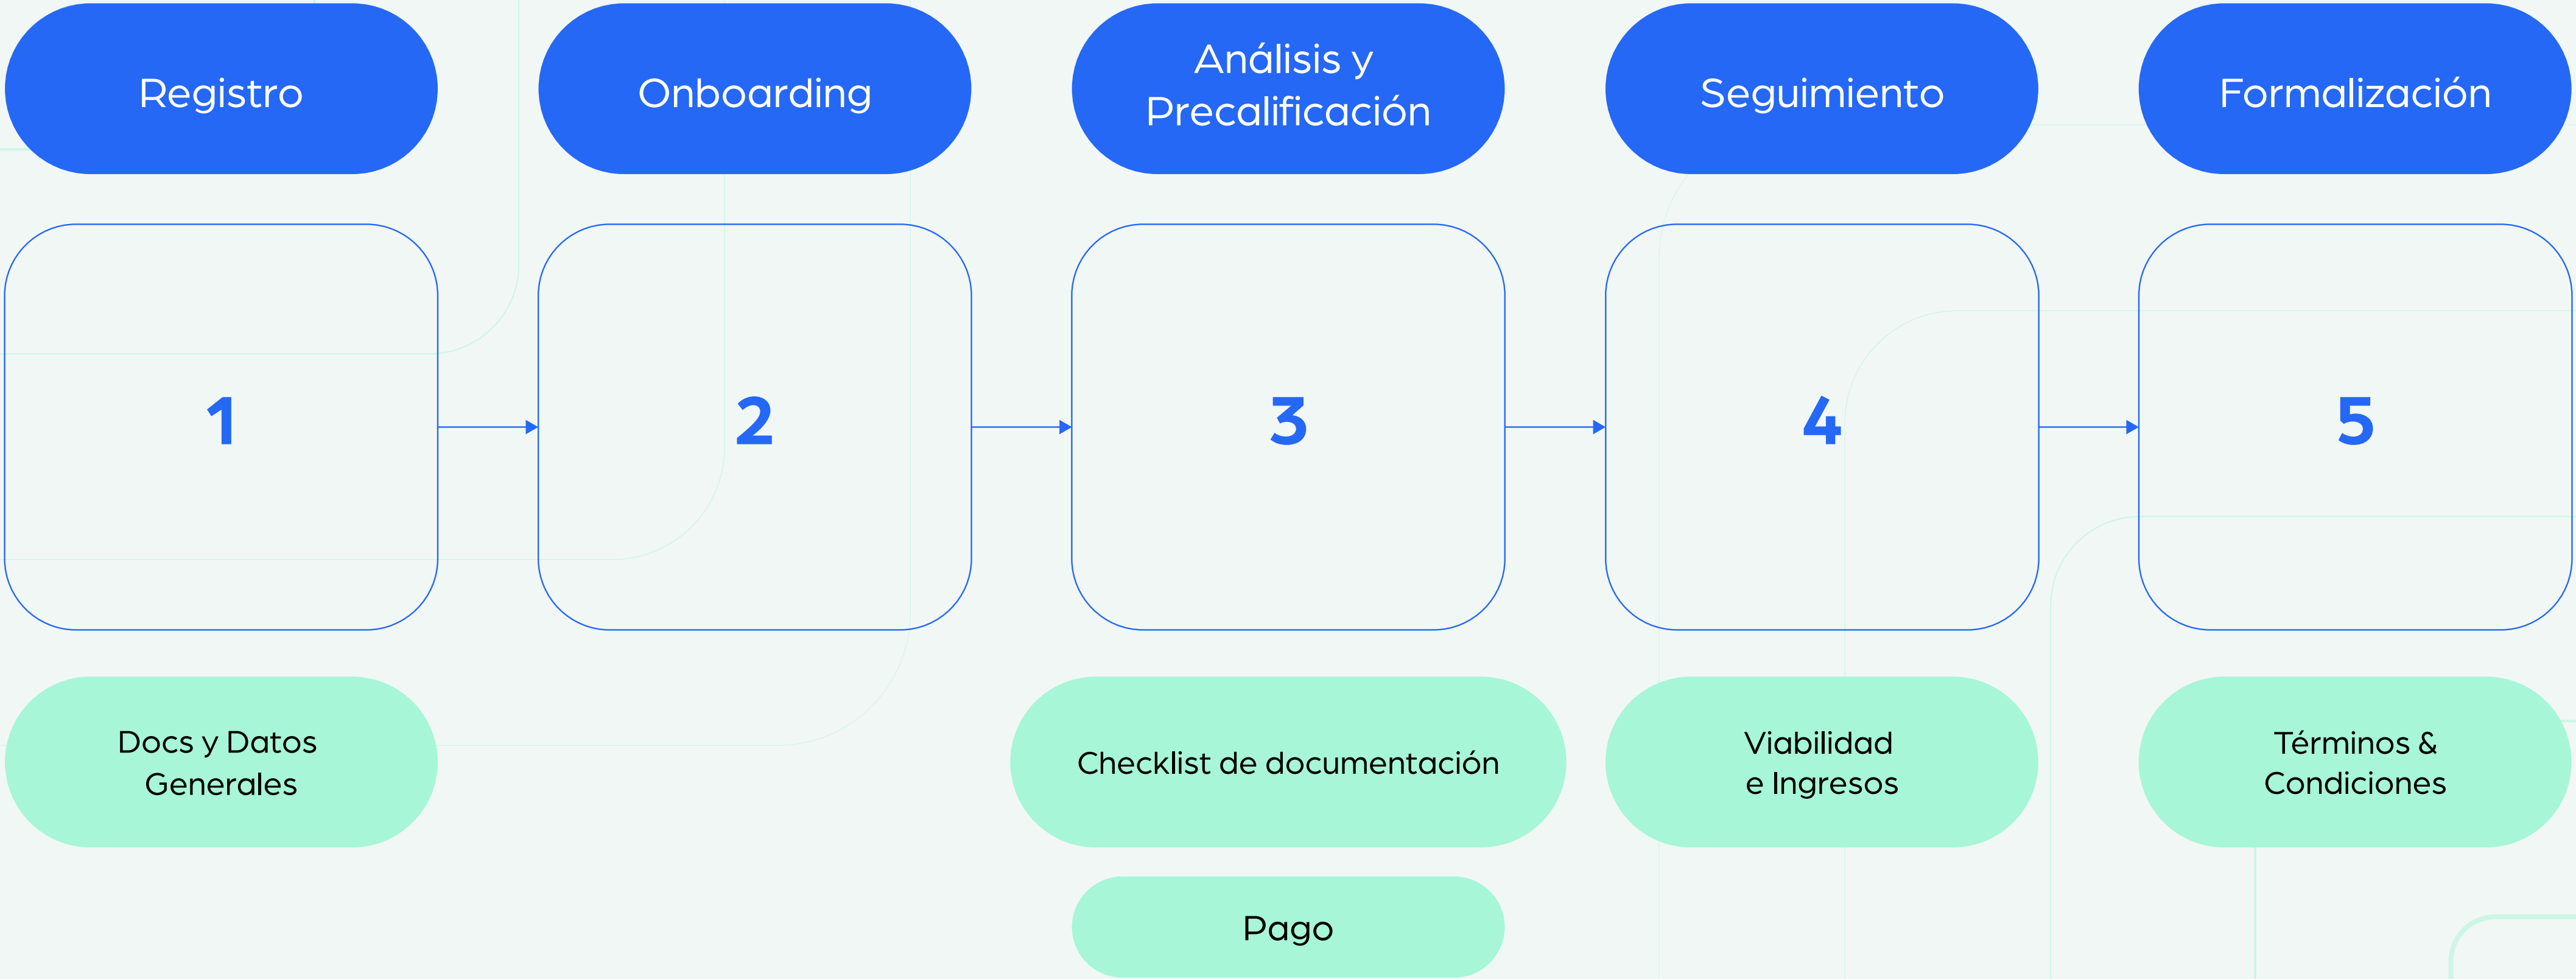 Registro
Onboarding
Análisis y
Precalificación
Seguimiento
Formalización
1
2
3
4
5
Docs y Datos
Generales
Checklist de documentación
Viabilidad
e Ingresos
Términos &
Condiciones
Pago